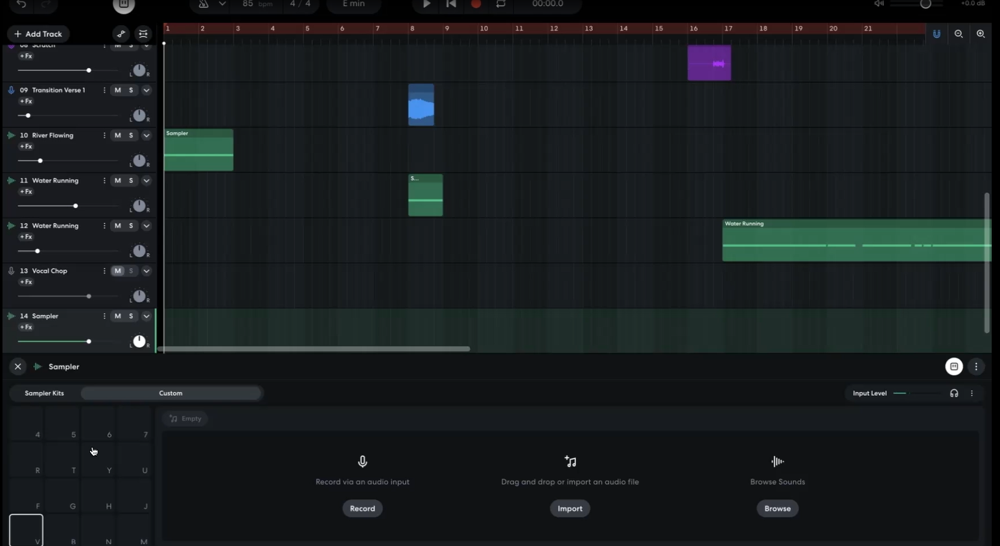 85 bpm 4 / 4 E min 00:00.0 +0.0 dB
+ Add Track
1 2 3 4 5 6 7 8 9 10 11 12 13 14 15 16 17 18 19 20 21
08 Scratch M S
+ Fx
L R
09 Transition Verse 1 M S
+ Fx
L R
10 River Flowing M S
+ Fx
L R
Sampler
11 Water Running M S
+ Fx
L R
S...
12 Water Running M S
+ Fx
L R
Water Running
13 Vocal Chop M S
+ Fx
L R
14 Sampler M S
+ Fx
L R
Sampler
Sampler Kits Custom Input Level
Empty
4 5 6 7
R T Y U
F G H J
V B N M
Record via an audio input
Record
Drag and drop or import an audio file
Import
Browse Sounds
Browse